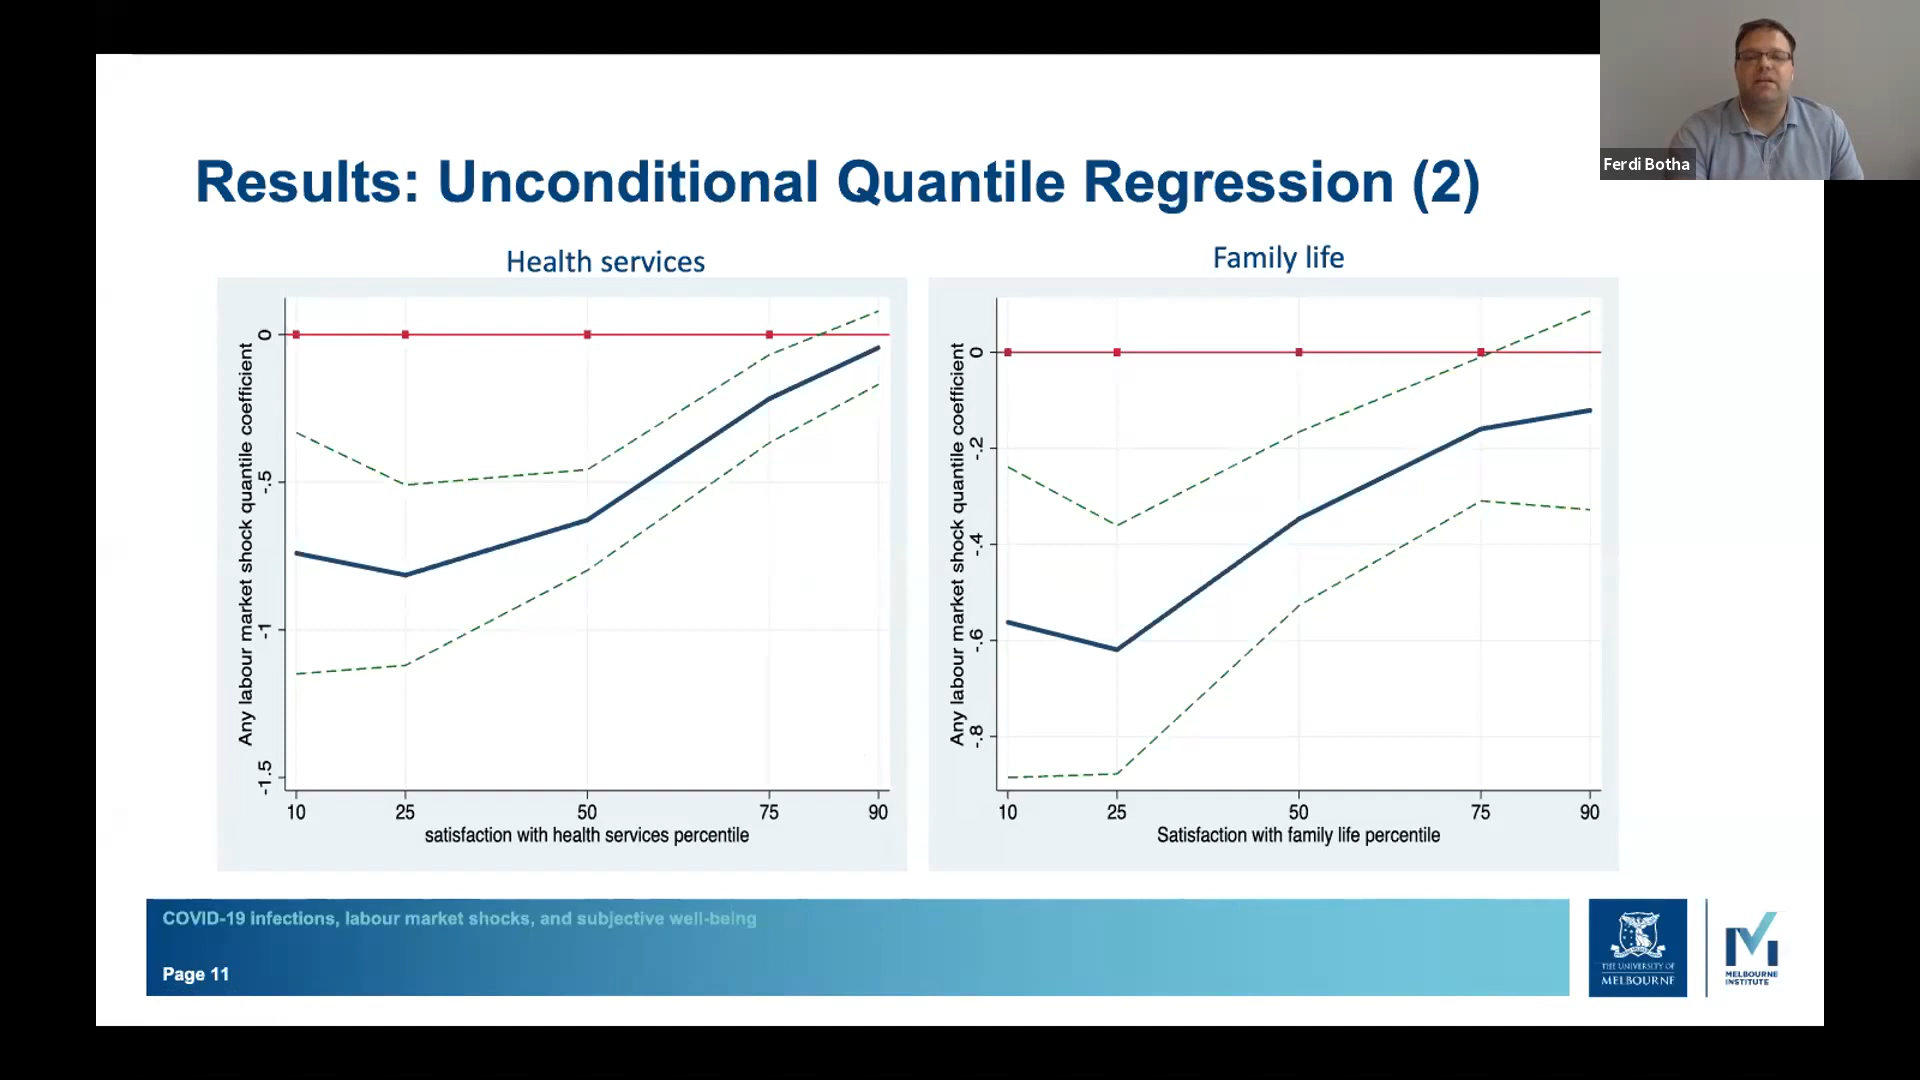 Ferdi Botha
Results: Unconditional Quantile Regression (2)
Health services
Any labour market shock quantile coefficient
0
-.5
-1
-1.5
10 25 50 75 90
satisfaction with health services percentile
Family life
Any labour market shock quantile coefficient
0
-.2
-.4
-.6
-.8
10 25 50 75 90
Satisfaction with family life percentile
COVID-19 infections, labour market shocks, and subjective well-being
Page 11
THE UNIVERSITY OF
MELBOURNE
MELBOURNE
INSTITUTE